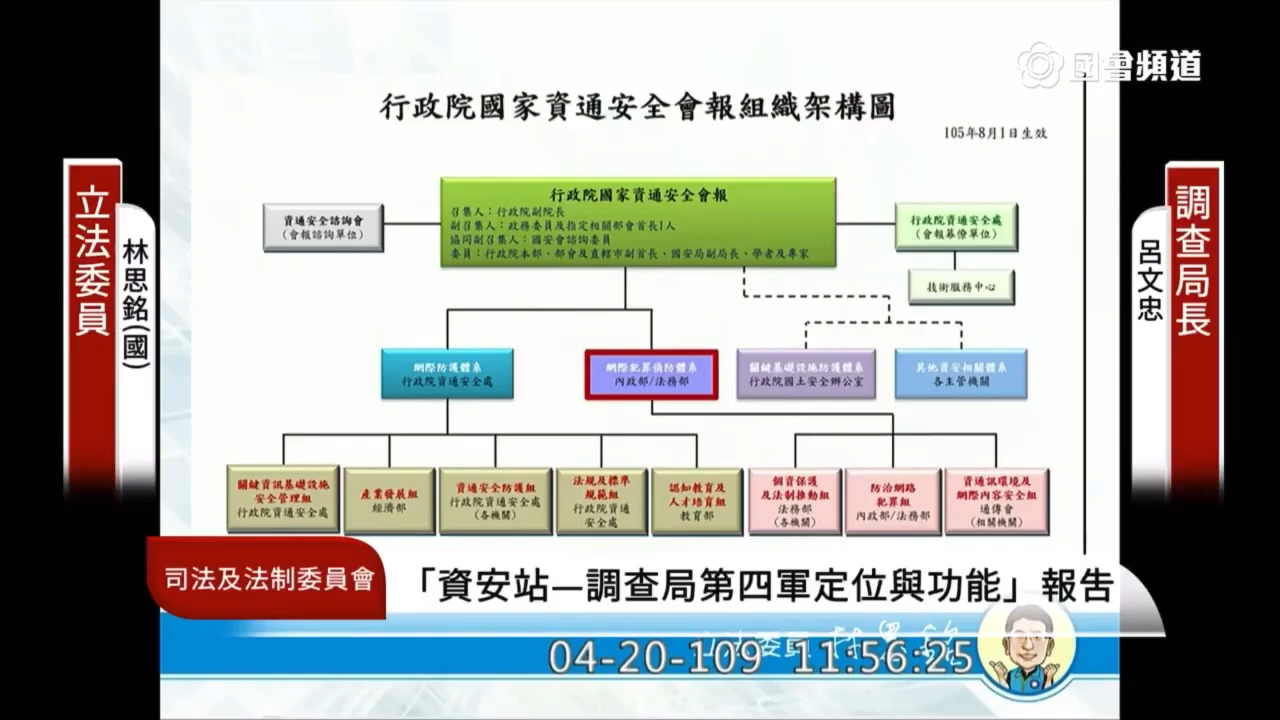 國會頻道
行政院國家資通安全會報組織架構圖
105年8月1日生效
立法委員
林思銘(國)
調查局長
呂文忠
資通安全諮詢會
(會報諮詢單位)
行政院國家資通安全會報
召集人：行政院副院長
副召集人：政務委員及指定相關部會首長1人
協同副召集人：國安會諮詢委員
委員：行政院本部、部會及直轄市副首長、國安局副局長、學者及專家
行政院資通安全處
(會報幕僚單位)
技術服務中心
網際防護體系
行政院資通安全處
網際犯罪偵防體系
內政部/法務部
關鍵基礎設施防護體系
行政院國土安全辦公室
其他資安相關體系
各主管機關
關鍵資訊基礎設施
安全管理組
行政院資通安全處
產業發展組
經濟部
資通安全防護組
行政院資通安全處
(各機關)
法規及標準
規範組
行政院資通
安全處
認知教育及
人才培育組
教育部
個資保護
及法制推動組
法務部
(各機關)
防治網路
犯罪組
內政部/法務部
資通訊環境及
網際內容安全組
通傳會
(相關機關)
司法及法制委員會
「資安站—調查局第四軍定位與功能」報告
立法委員 林思銘
04-20-109 11:56:25